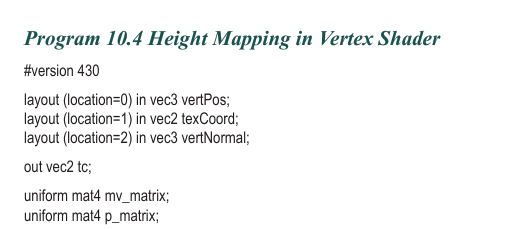 Program 10.4 Height Mapping in Vertex Shader
#version 430
layout (location=0) in vec3 vertPos;
layout (location=1) in vec2 texCoord;
layout (location=2) in vec3 vertNormal;
out vec2 tc;
uniform mat4 mv_matrix;
uniform mat4 p_matrix;